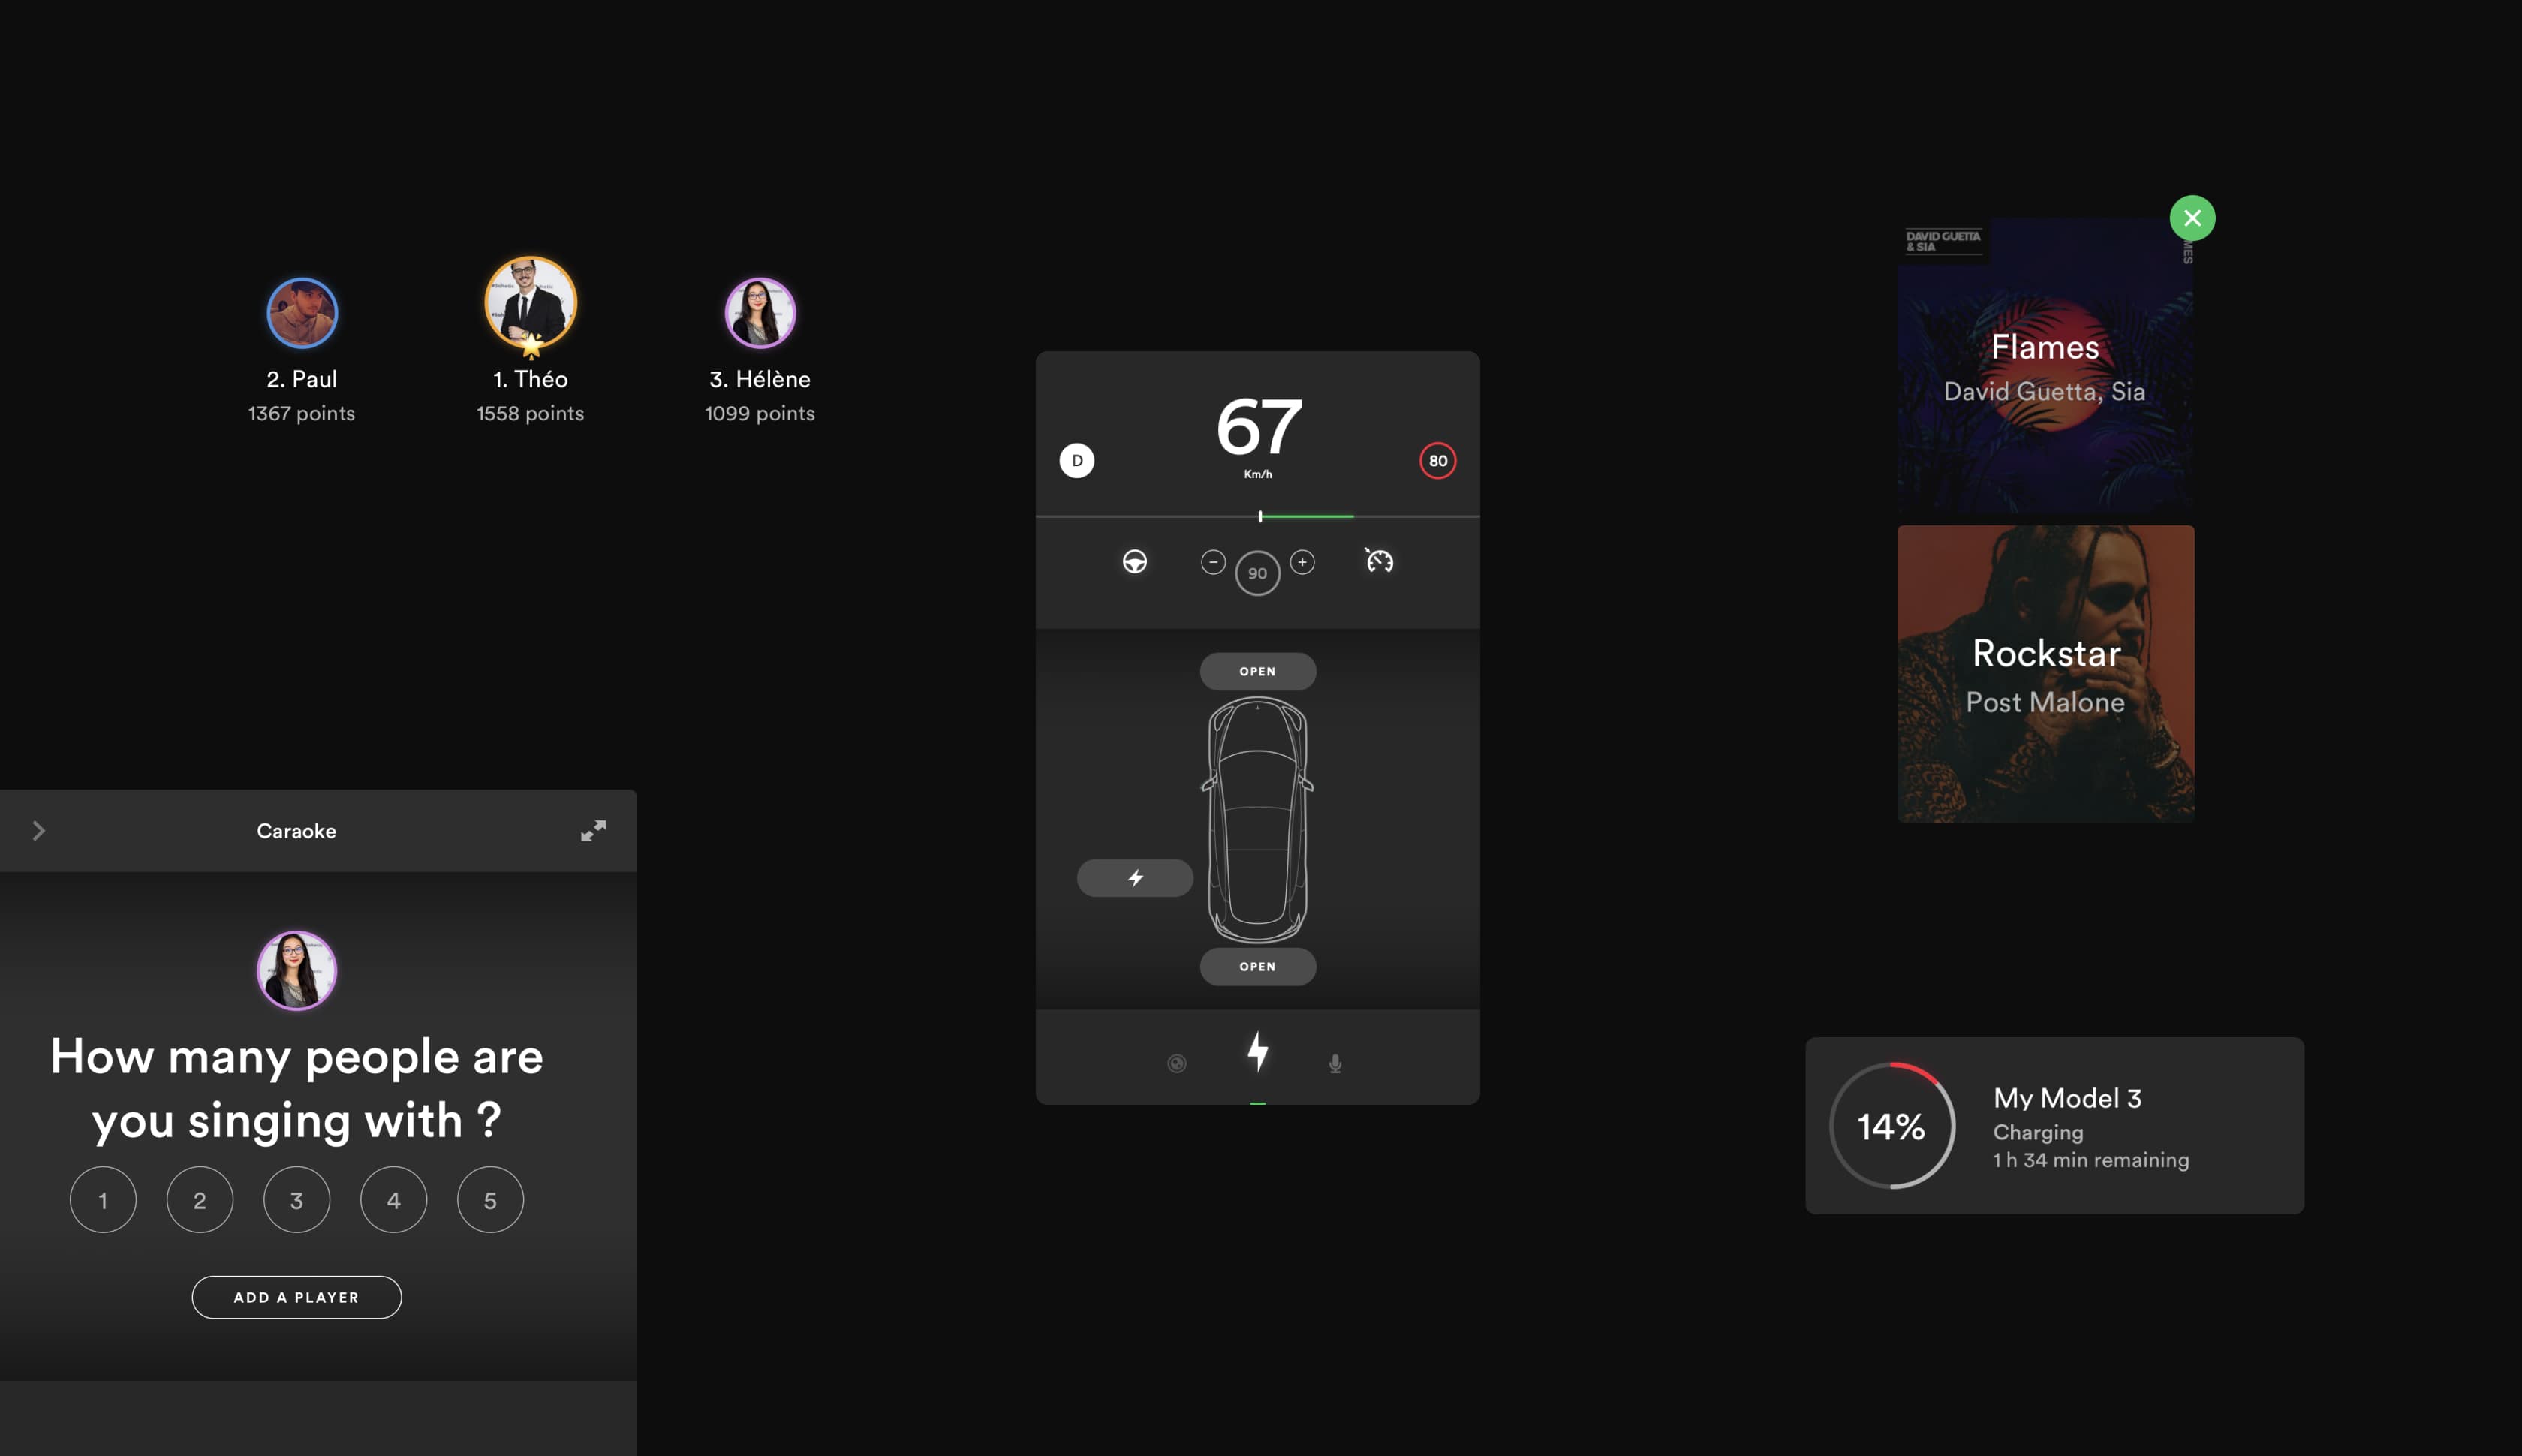 2. Paul
1367 points
1. Théo
1558 points
3. Hélène
1099 points
Caraoke
How many people are
you singing with ?
1 2 3 4 5
ADD A PLAYER
67
Km/h
D
80
90
OPEN
OPEN
DAVID GUETTA
& SIA
Flames
David Guetta, Sia
Rockstar
Post Malone
14%
My Model 3
Charging
1 h 34 min remaining